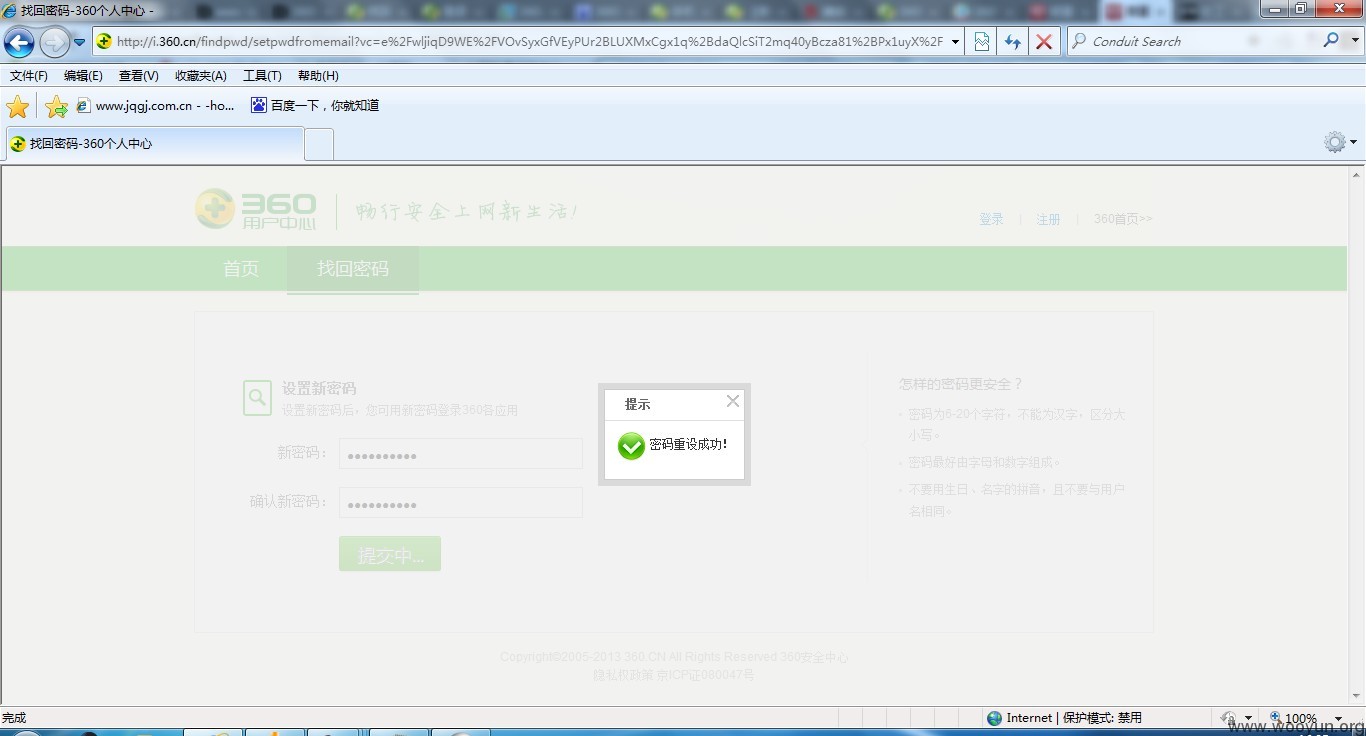 找回密码-360个人中心 -
http://i.360.cn/findpwd/setpwdfromemail?vc=e%2FwljiqD9WE%2FVOvSyxGfVEyPUr2BLUXMxCgx1q%2BdaQlcSiT2mq40yBcza81%2BPx1uyX%2F
Conduit Search
文件(F) 编辑(E) 查看(V) 收藏夹(A) 工具(T) 帮助(H)
www.jqgj.com.cn - -ho... 百度一下，你就知道
找回密码-360个人中心
360 用户中心 畅行安全上网新生活!
登录 | 注册 | 360首页>>
首页 找回密码
设置新密码
设置新密码后，您可用新密码登录360各应用
新密码：
确认新密码：
提交中...
提示
密码重设成功!
怎样的密码更安全？
密码为6-20个字符，不能为汉字，区分大
小写。
密码最好由字母和数字组成。
不要用生日、名字的拼音，且不要与用户
名相同。
Copyright©2005-2013 360.CN All Rights Reserved 360安全中心
隐私权政策 京ICP证080047号
完成
Internet | 保护模式: 禁用
100%
www.wooyun.org